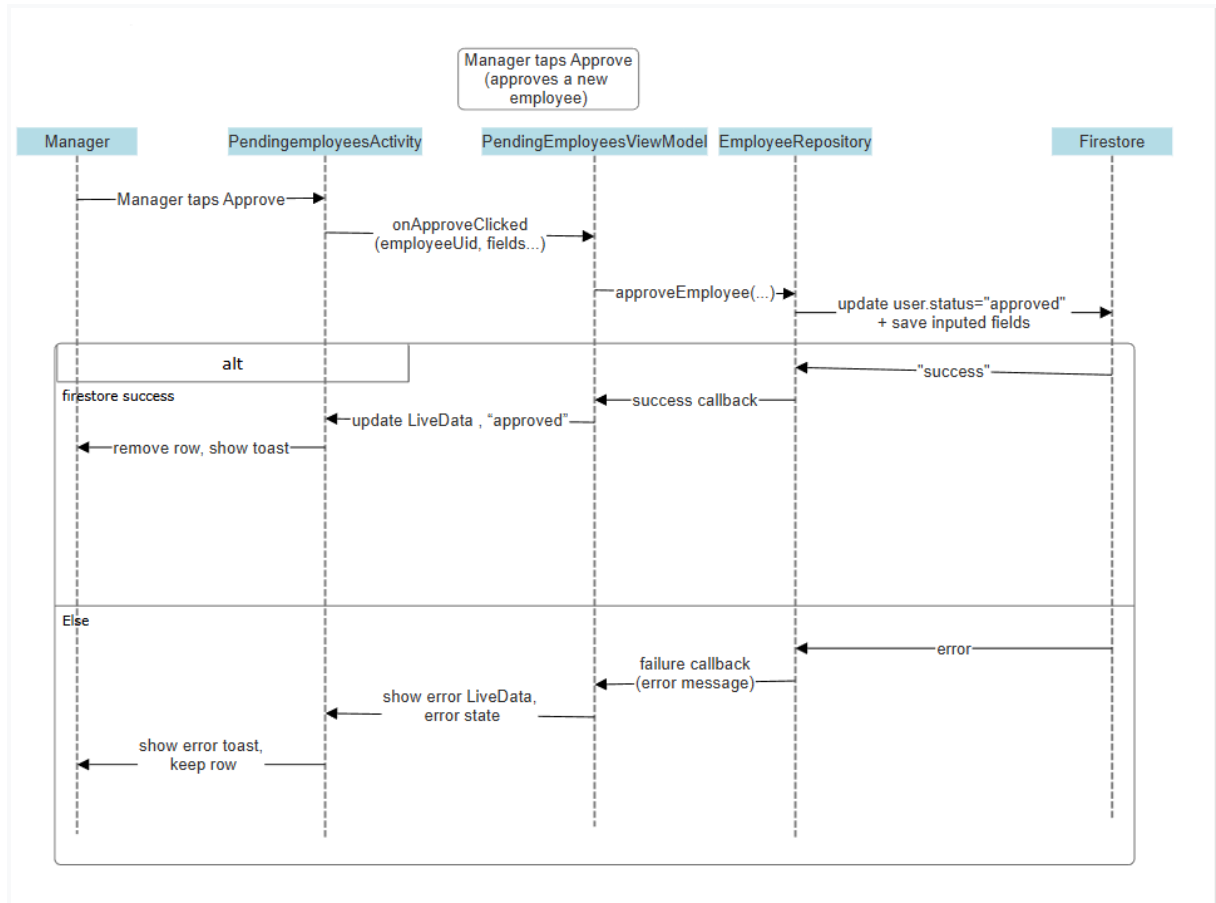 Manager taps Approve
(approves a new
employee)
Manager
PendingemployeesActivity
PendingEmployeesViewModel
EmployeeRepository
Firestore
Manager taps Approve
onApproveClicked
(employeeUid, fields...)
approveEmployee(...)
update user.status="approved"
+ save inputed fields
alt
firestore success
"success"
success callback
update LiveData , “approved”
remove row, show toast
Else
error
failure callback
(error message)
show error LiveData,
error state
show error toast,
keep row